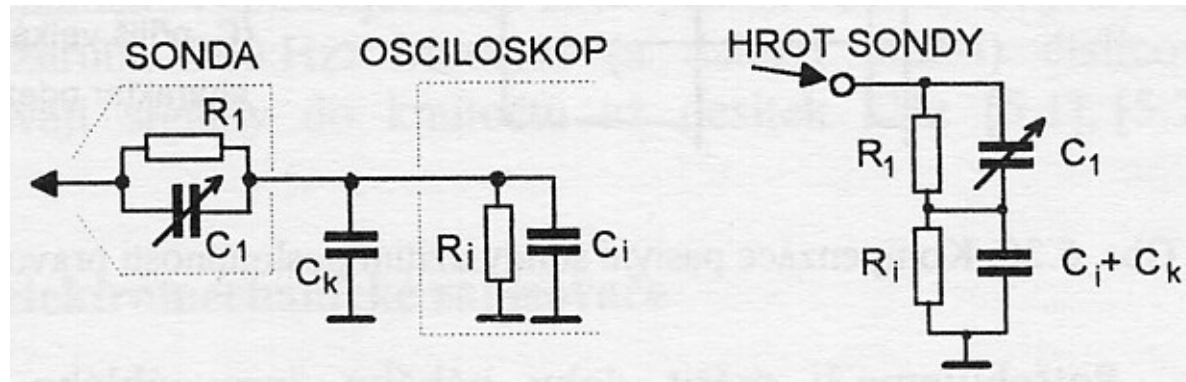 SONDA
OSCILOSKOP
HROT SONDY
R₁
C₁
Cₖ
Rᵢ
Cᵢ
R₁
C₁
Rᵢ
Cᵢ+ Cₖ